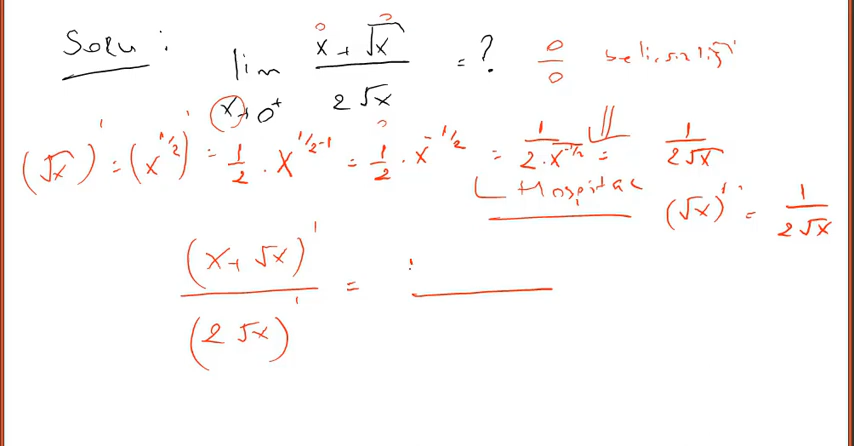 Soru : lim x→0⁺ (x + √x)/(2√x) = ? 0/0 belirsizliği
(√x)' = (x^1/2)' = 1/2 · x^1/2-1 = 1/2 · x^-1/2 = 1/(2·x^-1/2) = 1/(2√x)
L Hospital (√x)' = 1/(2√x)
(x + √x)'/(2√x)' =